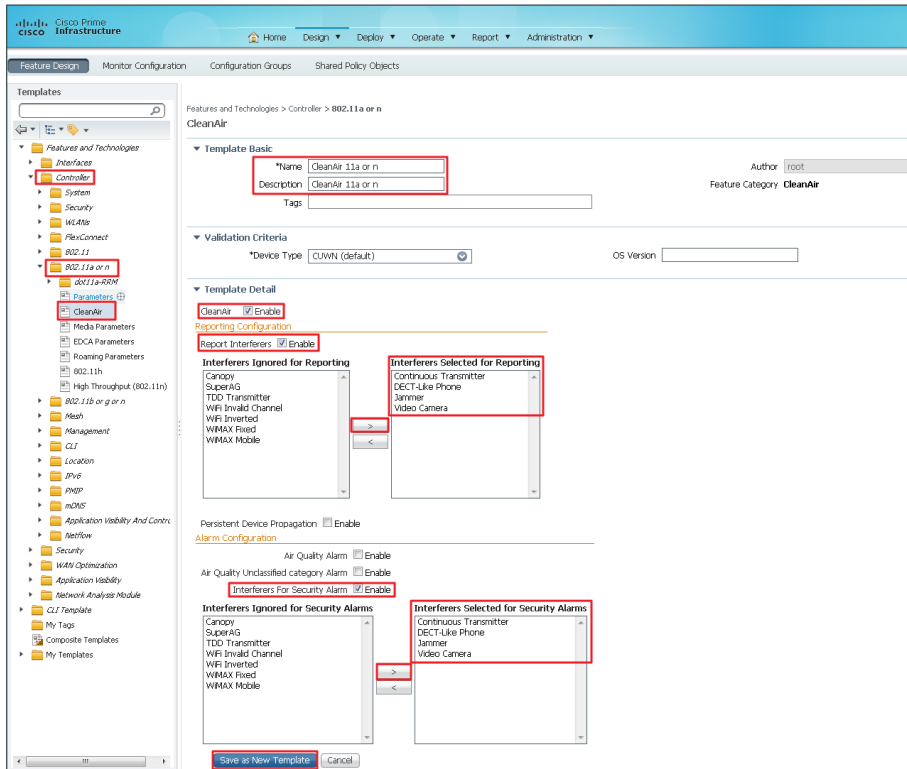 Cisco Prime
CISCO Infrastructure
Home Design Deploy Operate Report Administration
Feature Design Monitor Configuration Configuration Groups Shared Policy Objects
Templates
Features and Technologies
Interfaces
Controller
System
Security
WLANs
FlexConnect
802.11
802.11a or n
dot11a-RRM
Parameters
CleanAir
Media Parameters
EDCA Parameters
Roaming Parameters
802.11h
High Throughput (802.11n)
802.11b or g or n
Mesh
Management
CLI
Location
IPv6
PMIP
mDNS
Application Visibility And Contrc
Netflow
Security
WAN Optimization
Application Visibility
Network Analysis Module
CLI Template
My Tags
Composite Templates
My Templates
Features and Technologies > Controller > 802.11a or n
CleanAir
Template Basic
*Name CleanAir 11a or n Author root
Description CleanAir 11a or n Feature Category CleanAir
Tags
Validation Criteria
*Device Type CUWN (default) OS Version
Template Detail
CleanAir Enable
Reporting Configuration
Report Interferers Enable
Interferers Ignored for Reporting
Canopy
SuperAG
TDD Transmitter
WiFi Invalid Channel
WiFi Inverted
WiMAX Fixed
WiMAX Mobile
>
<
Interferers Selected for Reporting
Continuous Transmitter
DECT-Like Phone
Jammer
Video Camera
Persistent Device Propagation Enable
Alarm Configuration
Air Quality Alarm Enable
Air Quality Unclassified category Alarm Enable
Interferers For Security Alarm Enable
Interferers Ignored for Security Alarms
Canopy
SuperAG
TDD Transmitter
WiFi Invalid Channel
WiFi Inverted
WiMAX Fixed
WiMAX Mobile
>
<
Interferers Selected for Security Alarms
Continuous Transmitter
DECT-Like Phone
Jammer
Video Camera
Save as New Template Cancel